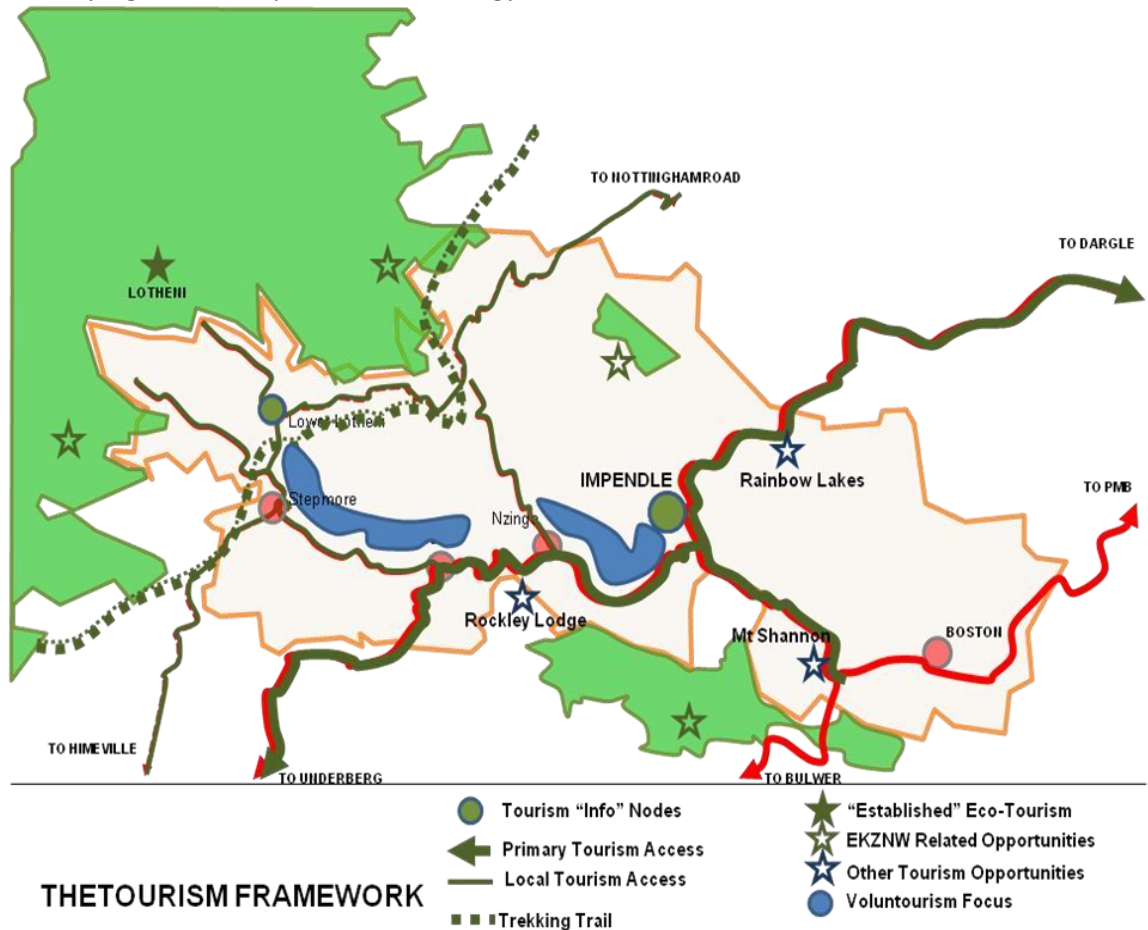 TO NOTTINGHAMROAD
TO DARGLE
LOTHENI
Lower Lotheni
IMPENDLE
Rainbow Lakes
TO PMB
Stepmore
Nzinga
Rockley Lodge
Mt Shannon
BOSTON
TO HIMEVILLE
TO UNDERBERG
TO BULWER
THETOURISM FRAMEWORK
Tourism “Info” Nodes
Primary Tourism Access
Local Tourism Access
Trekking Trail
“Established” Eco-Tourism
EKZNW Related Opportunities
Other Tourism Opportunities
Voluntourism Focus